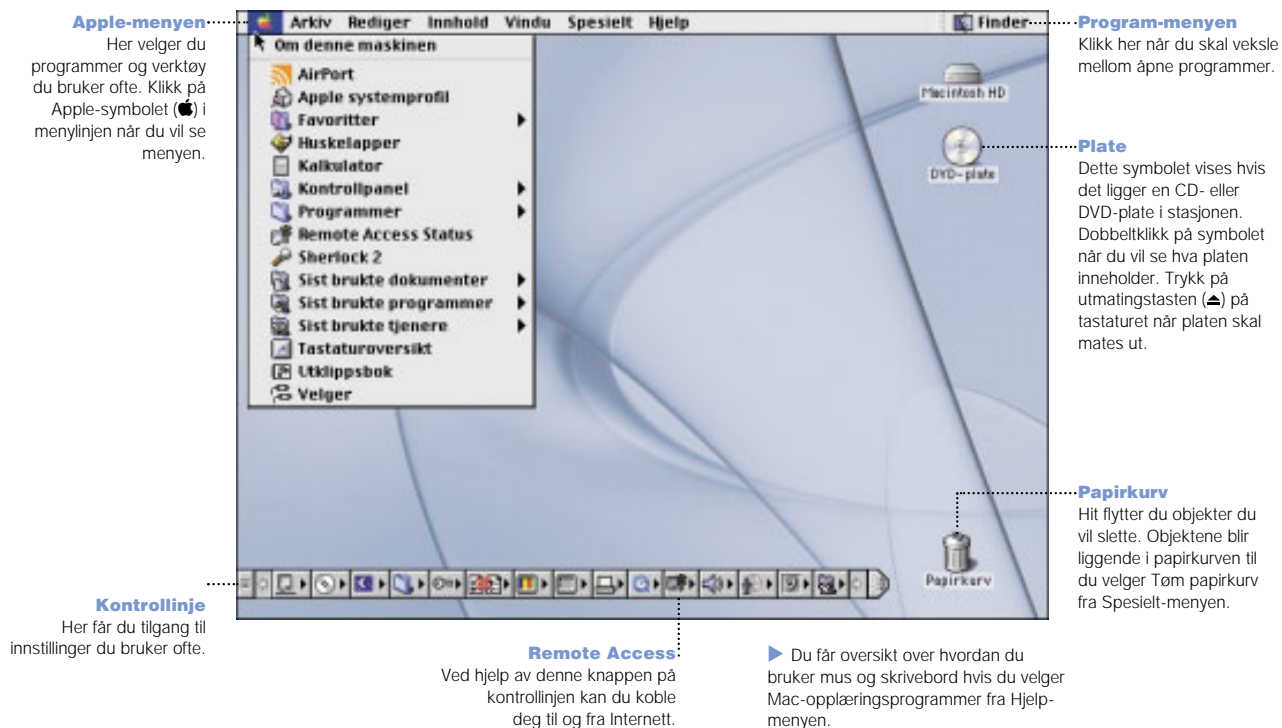 Apple-menyen
Her velger du
programmer og verktøy
du bruker ofte. Klikk på
Apple-symbolet () i
menylinjen når du vil se
menyen.
Arkiv Rediger Innhold Vindu Spesielt Hjelp
Finder
Om denne maskinen
AirPort
Apple systemprofil
Favoritter
Huskelapper
Kalkulator
Kontrollpanel
Programmer
Remote Access Status
Sherlock 2
Sist brukte dokumenter
Sist brukte programmer
Sist brukte tjenere
Tastaturoversikt
Utklippsbok
Velger
Macintosh HD
DVD-plate
Papirkurv
Program-menyen
Klikk her når du skal veksle
mellom åpne programmer.
Plate
Dette symbolet vises hvis
det ligger en CD- eller
DVD-plate i stasjonen.
Dobbeltklikk på symbolet
når du vil se hva platen
inneholder. Trykk på
utmatingstasten (⏏) på
tastaturet når platen skal
mates ut.
Papirkurv
Hit flytter du objekter du
vil slette. Objektene blir
liggende i papirkurven til
du velger Tøm papirkurv
fra Spesielt-menyen.
Kontrollinje
Her får du tilgang til
innstillinger du bruker ofte.
Remote Access
Ved hjelp av denne knappen på
kontrollinjen kan du koble
deg til og fra Internett.
▶ Du får oversikt over hvordan du
bruker mus og skrivebord hvis du velger
Mac-opplæringsprogrammer fra Hjelp-
menyen.